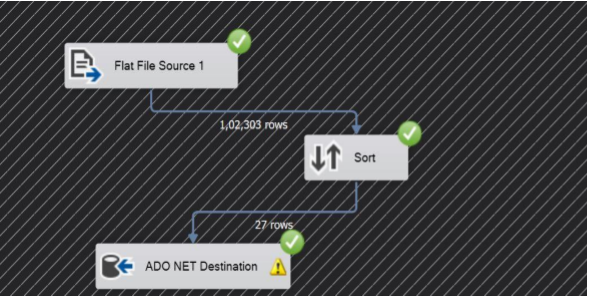 Flat File Source 1
1,02,303 rows
Sort
27 rows
ADO NET Destination